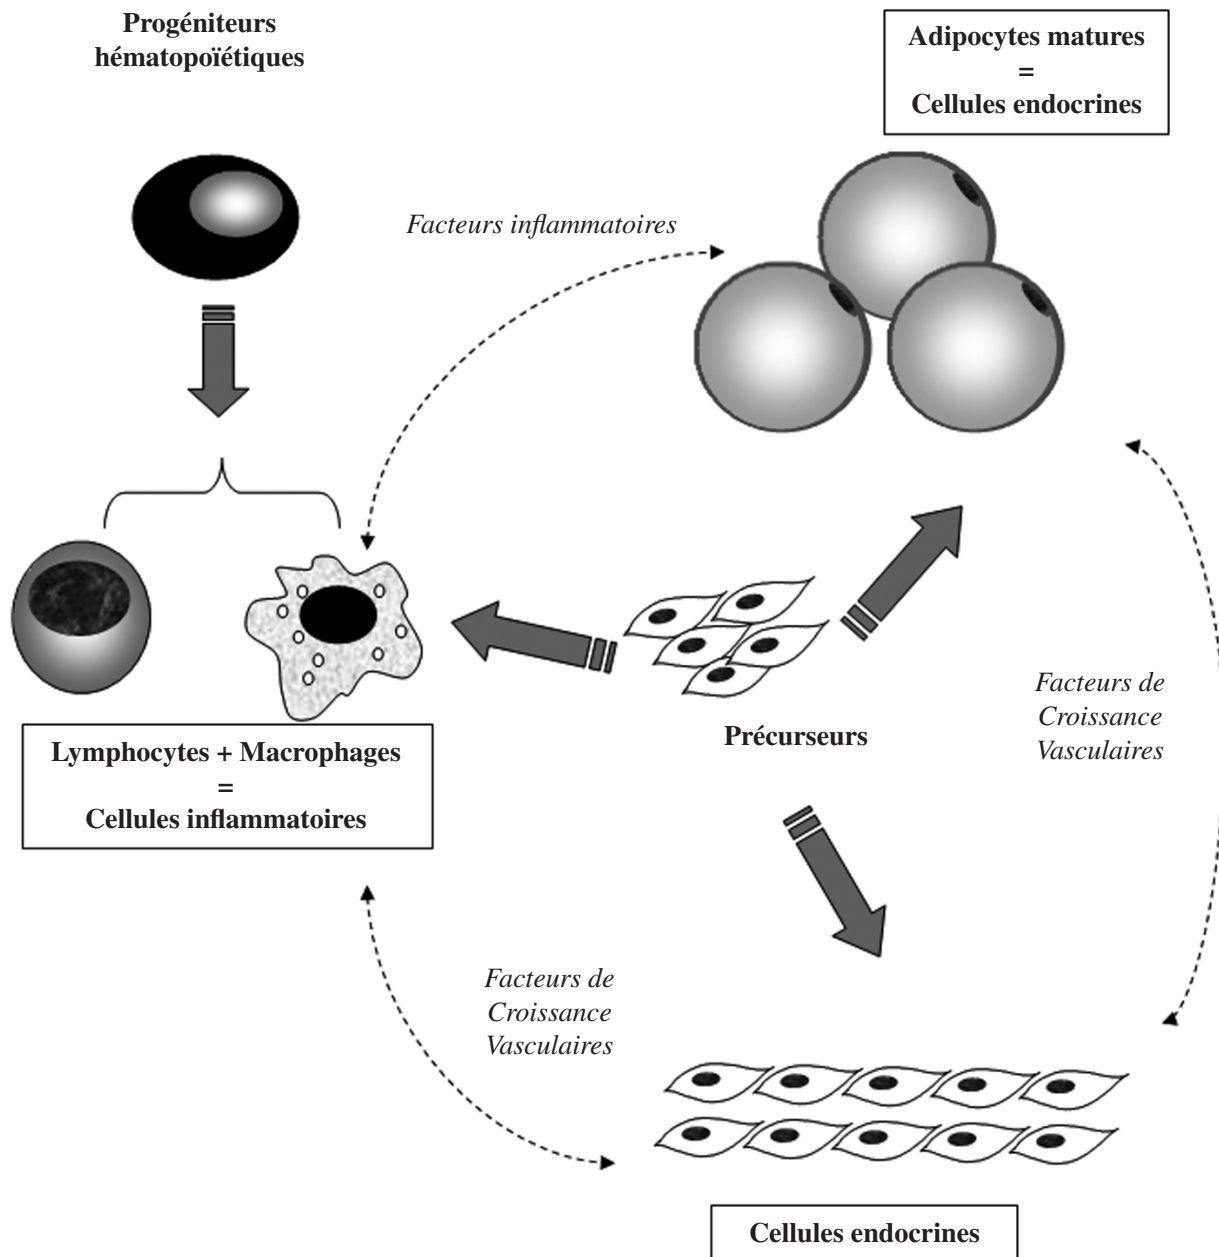 Progéniteurs
hématopoïétiques
Adipocytes matures
=
Cellules endocrines
Facteurs inflammatoires
Lymphocytes + Macrophages
=
Cellules inflammatoires
Précurseurs
Facteurs de
Croissance
Vasculaires
Facteurs de
Croissance
Vasculaires
Cellules endocrines